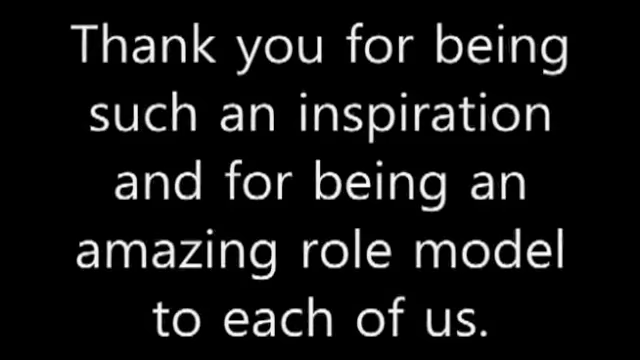 Thank you for being
such an inspiration
and for being an
amazing role model
to each of us.